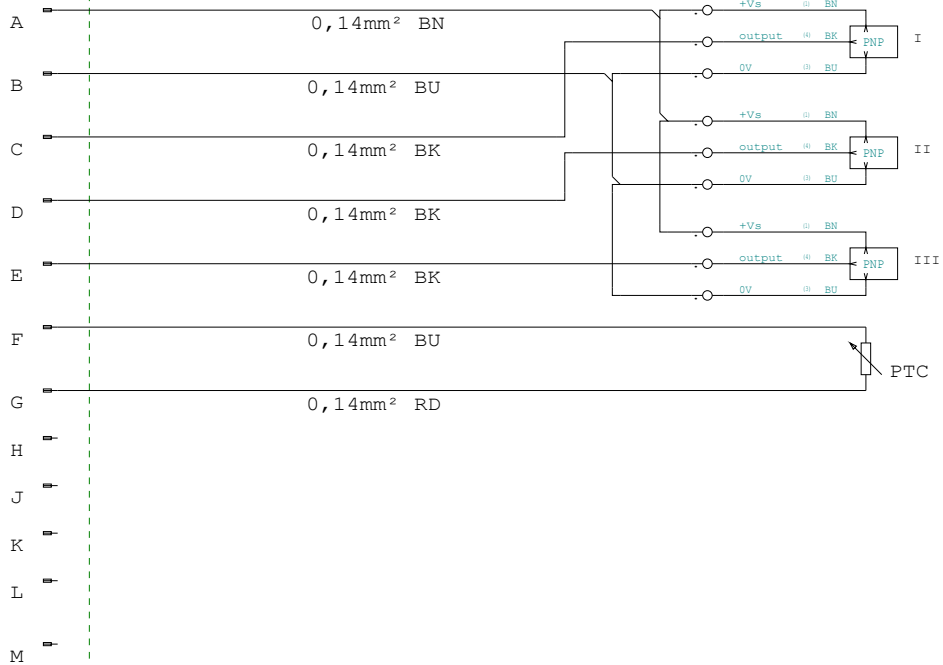 +Vs (1) BN
A 0,14mm² BN
output (4) BK PNP I
0V (3) BU
B 0,14mm² BU
+Vs (1) BN
C 0,14mm² BK output (4) BK PNP II
0V (3) BU
D 0,14mm² BK
+Vs (1) BN
E 0,14mm² BK output (4) BK PNP III
0V (3) BU
F 0,14mm² BU
PTC
G 0,14mm² RD
H
J
K
L
M